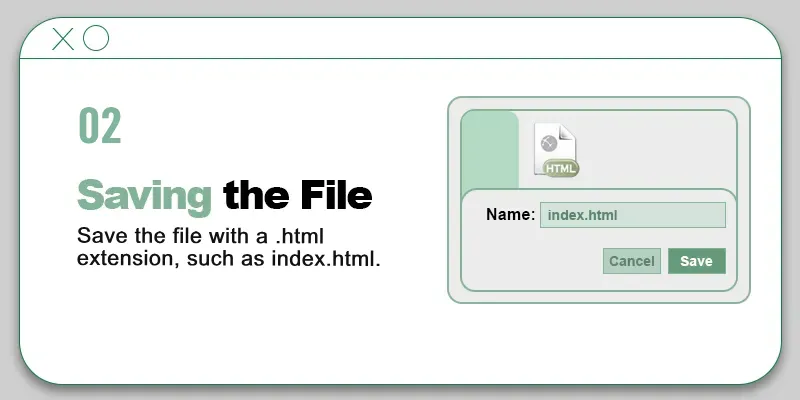 02
Saving the File
Save the file with a .html
extension, such as index.html.
HTML
Name: index.html
Cancel Save